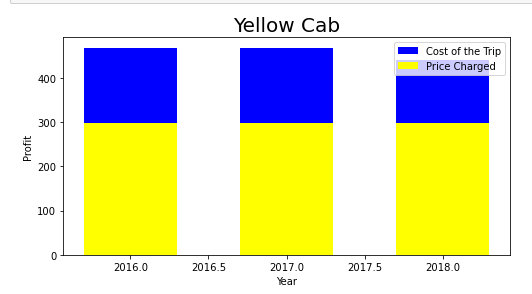 Yellow Cab
Cost of the Trip
Price Charged
400
300
200
100
0
Profit
2016.0 2016.5 2017.0 2017.5 2018.0
Year